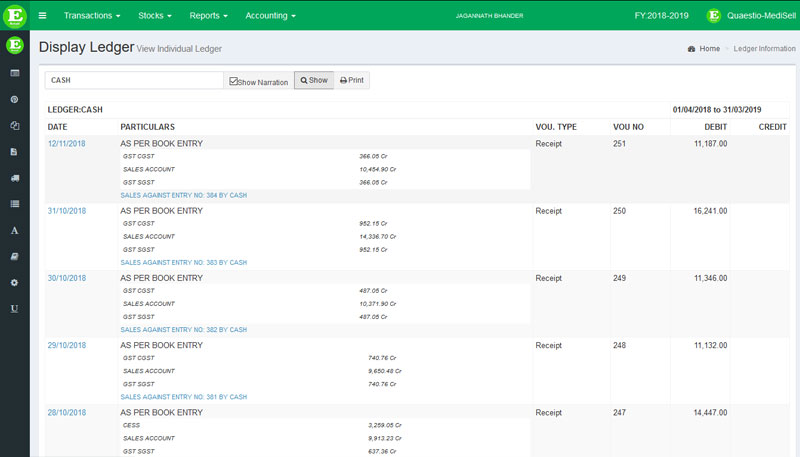 E Transactions Stocks Reports Accounting JAGANNATH BHANDER FY:2018-2019 E Quaestio-MediSell
E Display Ledger View Individual Ledger Home Ledger Information
CASH Show Narration Show Print
LEDGER:CASH 01/04/2018 to 31/03/2019
DATE PARTICULARS VOU. TYPE VOU NO DEBIT CREDIT
12/11/2018 AS PER BOOK ENTRY Receipt 251 11,187.00
GST CGST 366.05 Cr
SALES ACCOUNT 10,454.90 Cr
GST SGST 366.05 Cr
SALES AGAINST ENTRY NO: 384 BY CASH
31/10/2018 AS PER BOOK ENTRY Receipt 250 16,241.00
GST CGST 952.15 Cr
SALES ACCOUNT 14,336.70 Cr
GST SGST 952.15 Cr
SALES AGAINST ENTRY NO: 383 BY CASH
30/10/2018 AS PER BOOK ENTRY Receipt 249 11,346.00
GST CGST 487.05 Cr
SALES ACCOUNT 10,371.90 Cr
GST SGST 487.05 Cr
SALES AGAINST ENTRY NO: 382 BY CASH
29/10/2018 AS PER BOOK ENTRY Receipt 248 11,132.00
GST CGST 740.76 Cr
SALES ACCOUNT 9,650.48 Cr
GST SGST 740.76 Cr
SALES AGAINST ENTRY NO: 381 BY CASH
28/10/2018 AS PER BOOK ENTRY Receipt 247 14,447.00
CESS 3,259.05 Cr
SALES ACCOUNT 9,913.23 Cr
GST SGST 637.36 Cr